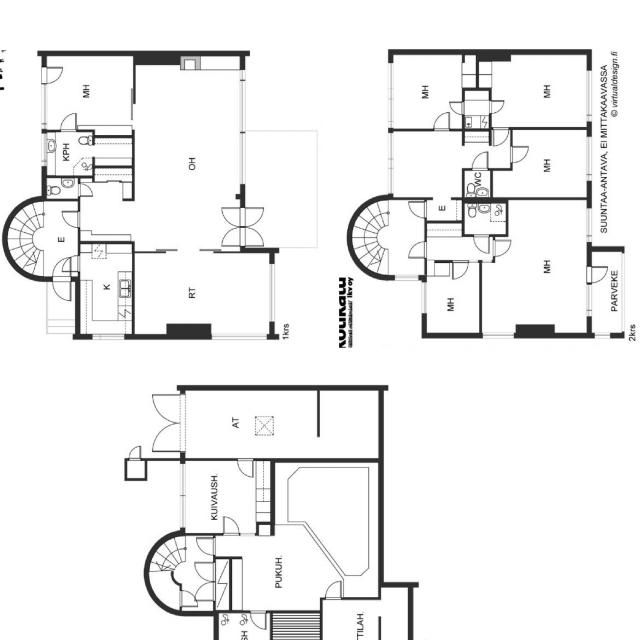 MH
KPH
OH
E
K
RT
1krs
MH
MH
MH
WC
E
MH
MH
PARVEKE
2krs
SUUNTAA-ANTAVA, EI MITTAKAAVASSA
© virtualdesign.fi
AT
KUIVAUSH.
PUKUH.
SH
TILAH.